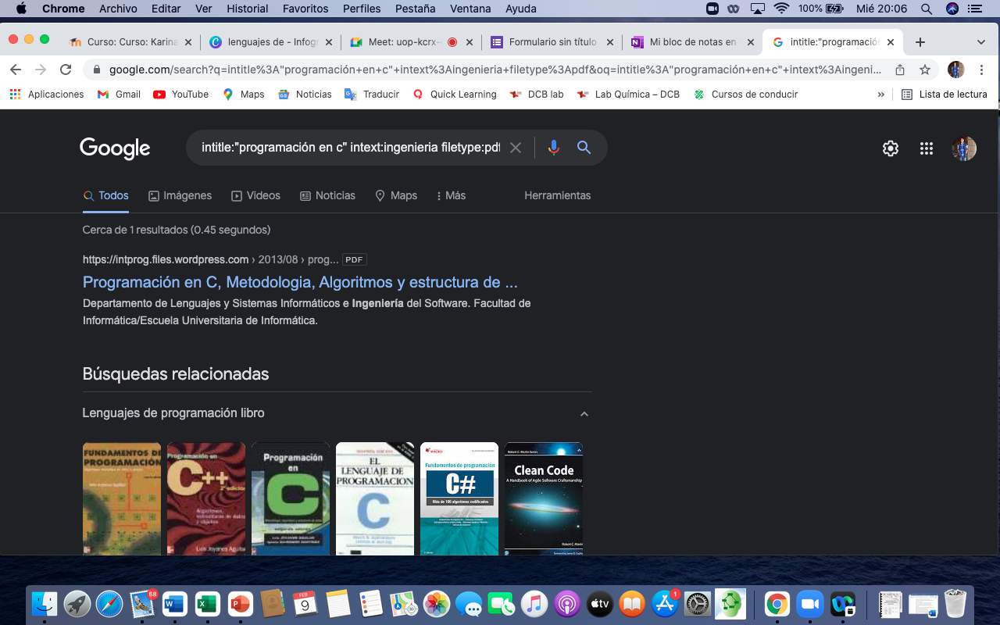 Chrome Archivo Editar Ver Historial Favoritos Perfiles Pestaña Ventana Ayuda 100% Mié 20:06
Curso: Curso: Karina lenguajes de - Infog Meet: uop-kcrx- Formulario sin título Mi bloc de notas en intitle:"programación
google.com/search?q=intitle%3A"programación+en+c"+intext%3Aingenieria+filetype%3Apdf&oq=intitle%3A"programación+en+c"+intext%3Aingeni...
Aplicaciones Gmail YouTube Maps Noticias Traducir Quick Learning DCB lab Lab Química – DCB Cursos de conducir » Lista de lectura
Google intitle:"programación en c" intext:ingenieria filetype:pdf
Todos Imágenes Videos Noticias Maps Más Herramientas
Cerca de 1 resultados (0.45 segundos)
https://intprog.files.wordpress.com › 2013/08 › prog... PDF
Programación en C, Metodologia, Algoritmos y estructura de ...
Departamento de Lenguajes y Sistemas Informáticos e Ingeniería del Software. Facultad de
Informática/Escuela Universitaria de Informática.
Búsquedas relacionadas
Lenguajes de programación libro
FUNDAMENTOS DE
PROGRAMACIÓN
Programación en
C++
2ª edición
Algoritmos,
estructuras de datos
y objetos
Luis Joyanes Aguilar
Programación
en
C
EL
LENGUAJE DE
PROGRAMACION
C
Fundamentos de programación
C#
Más de 100 algoritmos codificados
Robert C. Martin Series
Clean Code
A Handbook of Agile Software Craftsmanship
Robert C. Martin
68 FEB 9 tv 1